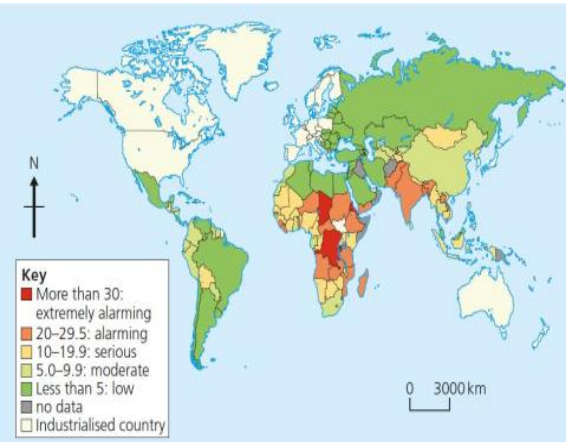 N
Key
More than 30:
extremely alarming
20–29.5: alarming
10–19.9: serious
5.0–9.9: moderate
Less than 5: low
no data
Industrialised country
0 3000 km